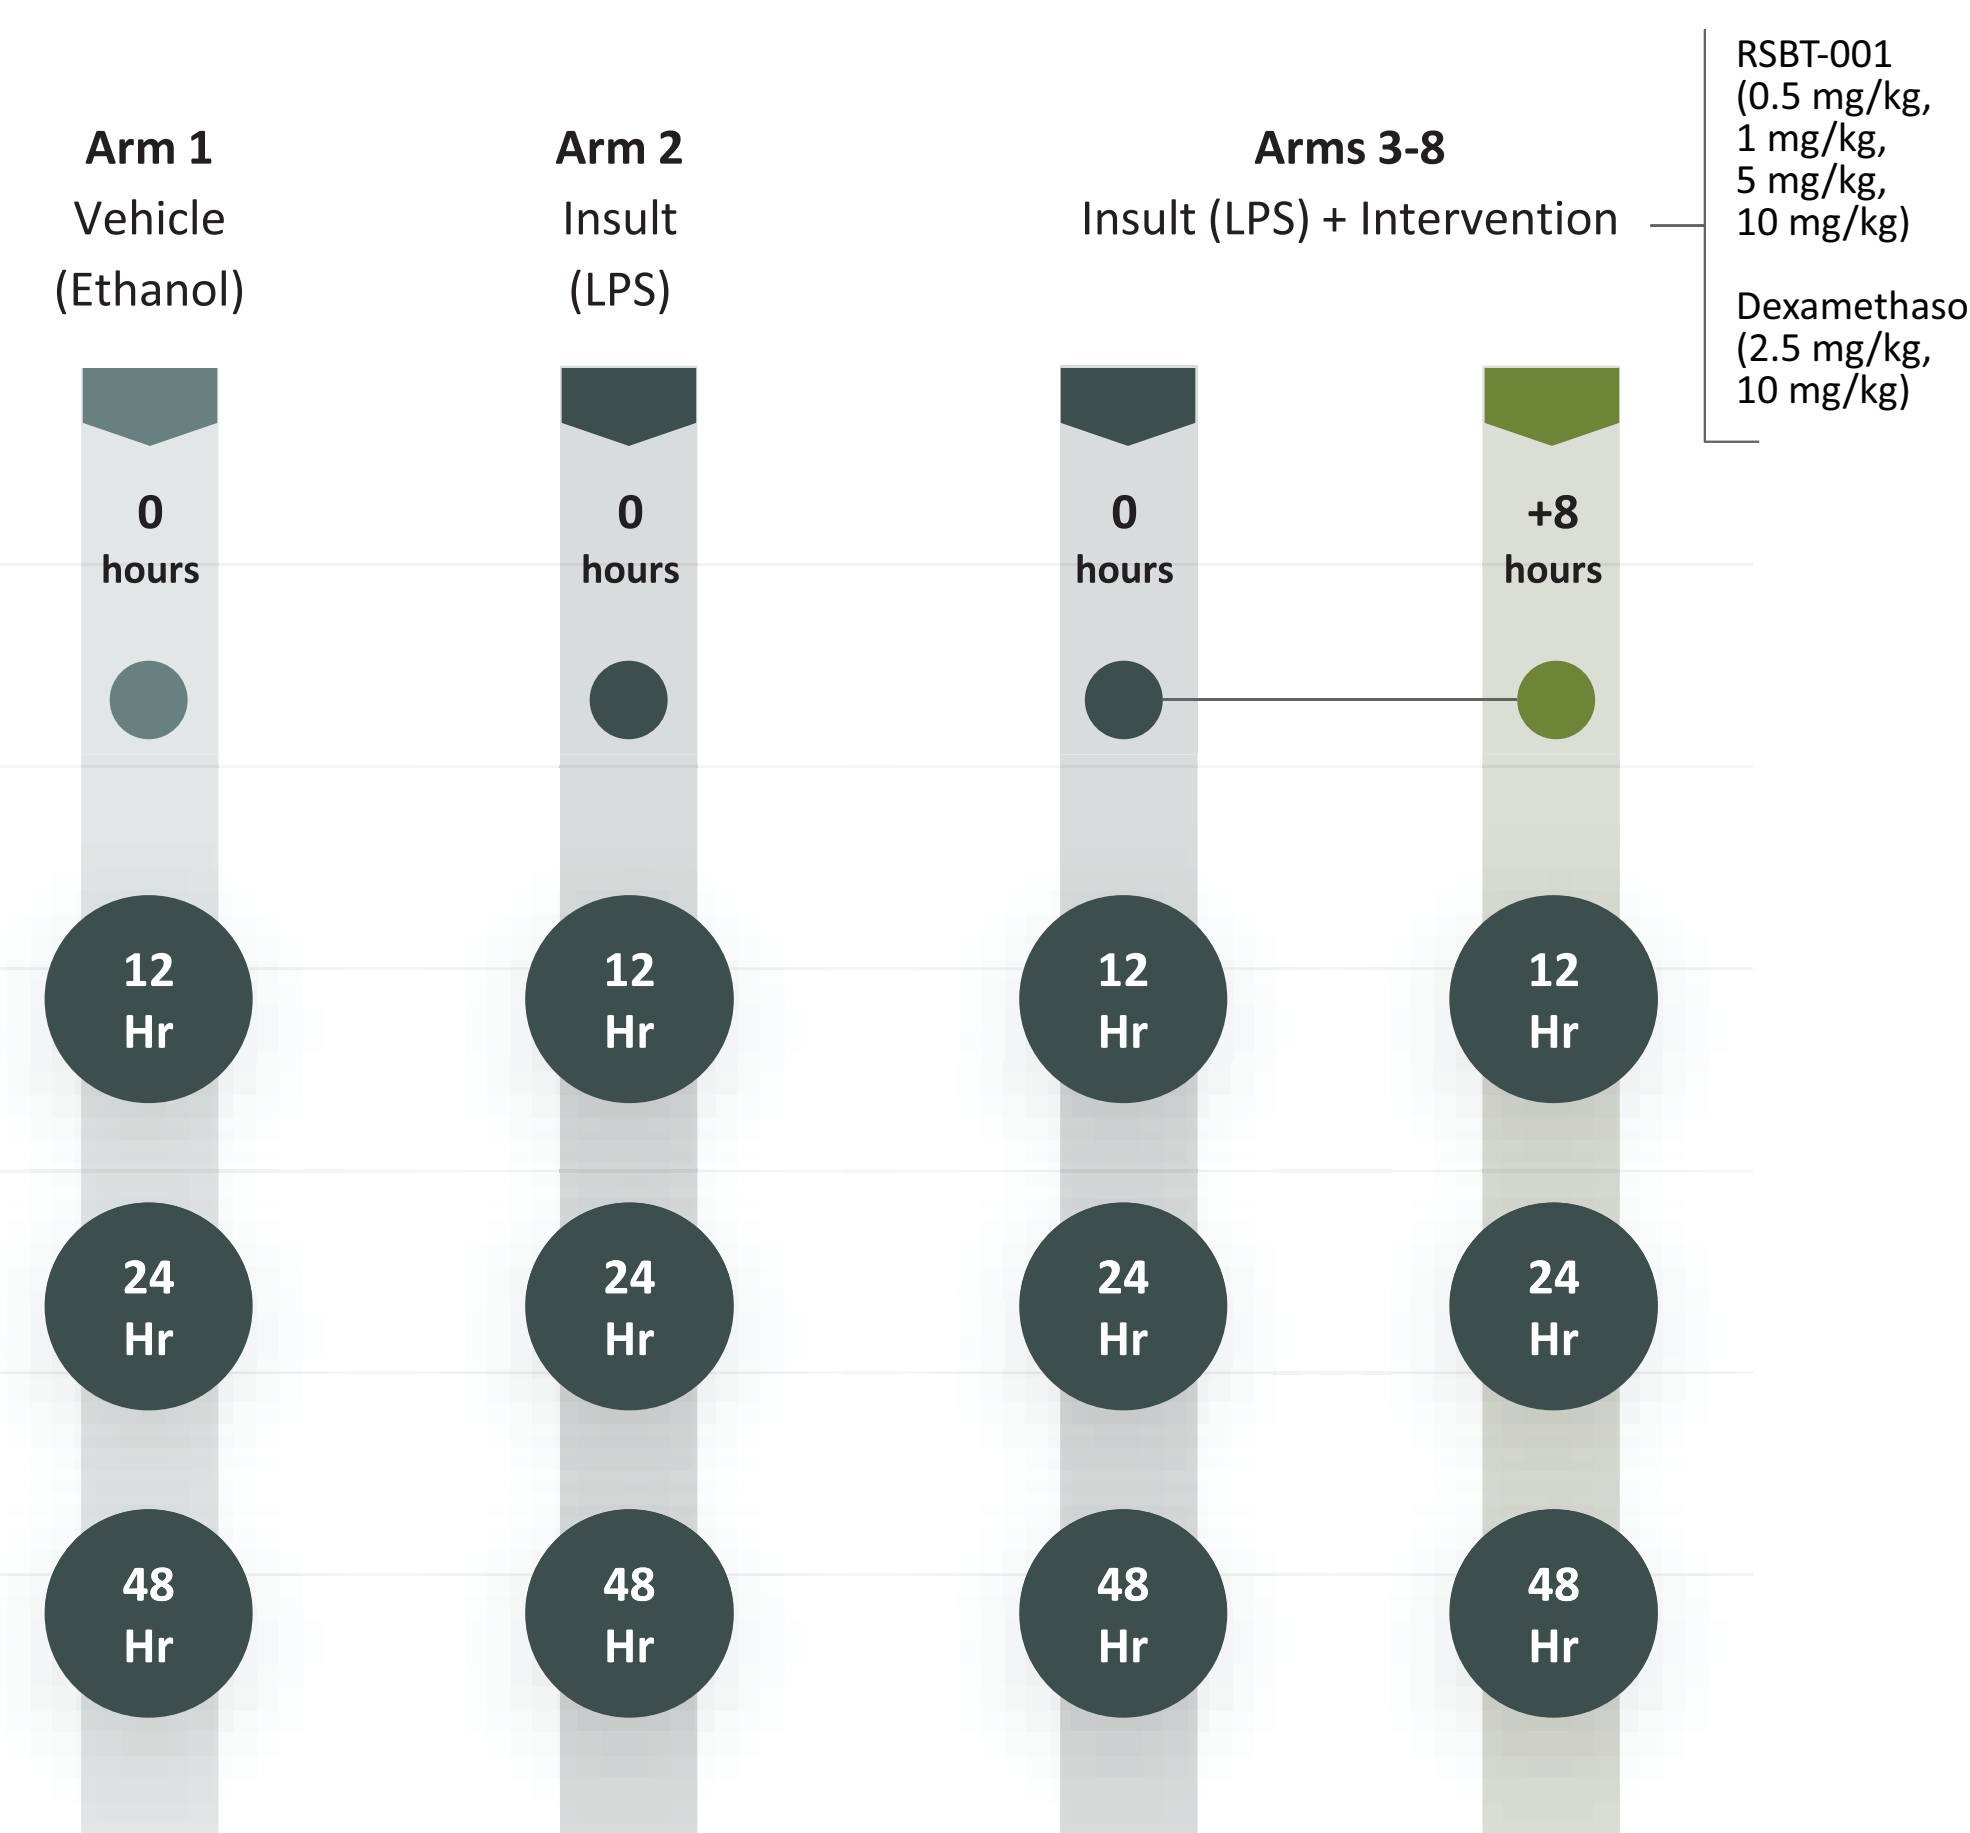 Arm 1
Vehicle
(Ethanol)
Arm 2
Insult
(LPS)
Arms 3-8
Insult (LPS) + Intervention
RSBT-001
(0.5 mg/kg,
1 mg/kg,
5 mg/kg,
10 mg/kg)
Dexamethaso
(2.5 mg/kg,
10 mg/kg)
0
hours
0
hours
0
hours
+8
hours
12
Hr
12
Hr
12
Hr
12
Hr
24
Hr
24
Hr
24
Hr
24
Hr
48
Hr
48
Hr
48
Hr
48
Hr